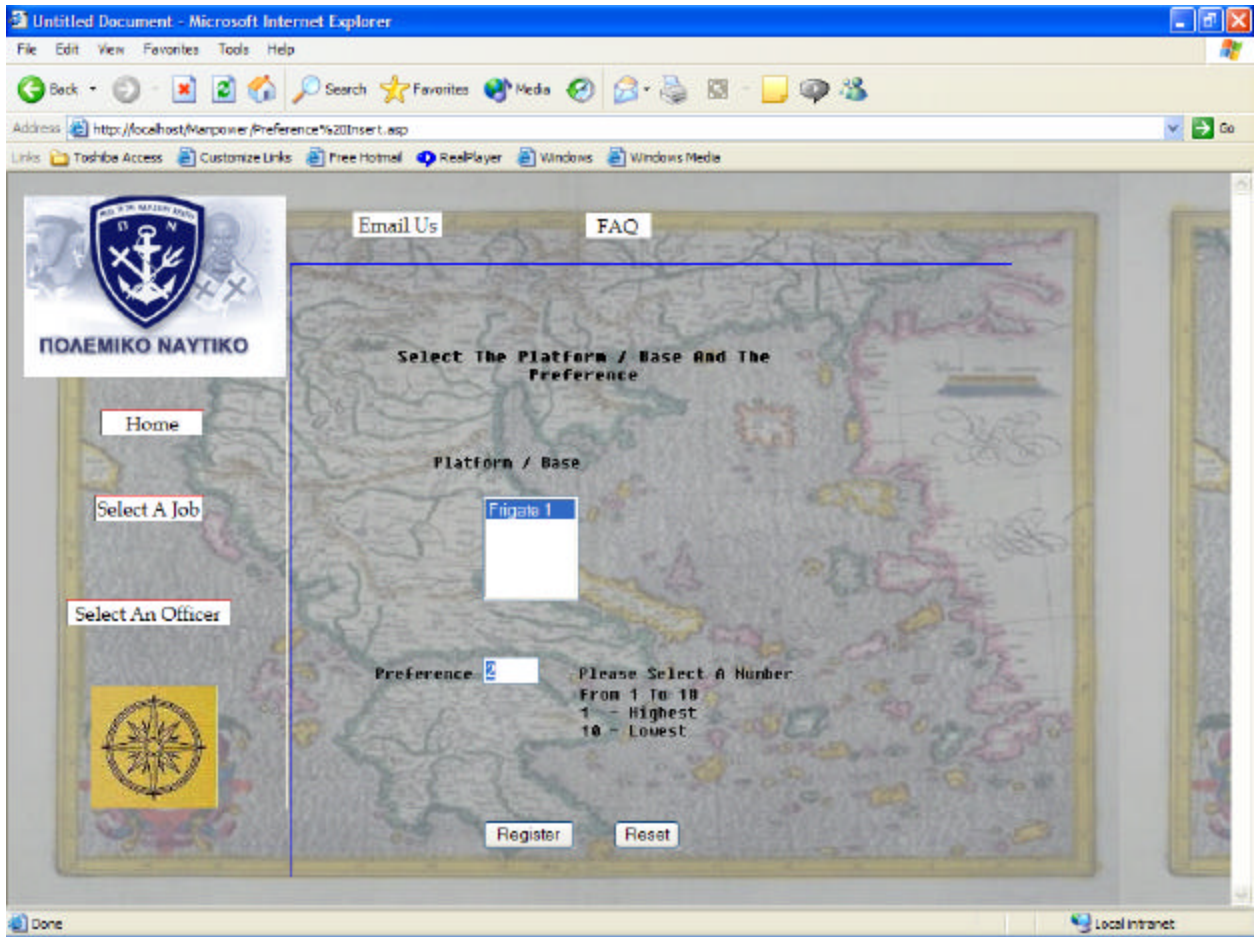 Untitled Document - Microsoft Internet Explorer
File Edit View Favorites Tools Help
Back Search Favorites Media
Address http://localhost/Manpower/Preference%20Insert.asp Go
Links Toshiba Access Customize Links Free Hotmail RealPlayer Windows Windows Media
Email Us FAQ
Π Ν
ΠΟΛΕΜΙΚΟ ΝΑΥΤΙΚΟ
Select The Platform / Base And The
Preference
Home
Platform / Base
Select A Job
Frigate 1
Select An Officer
Preference 2 Please Select A Number
From 1 To 10
1 - Highest
10 - Lowest
Register Reset
Done Local intranet